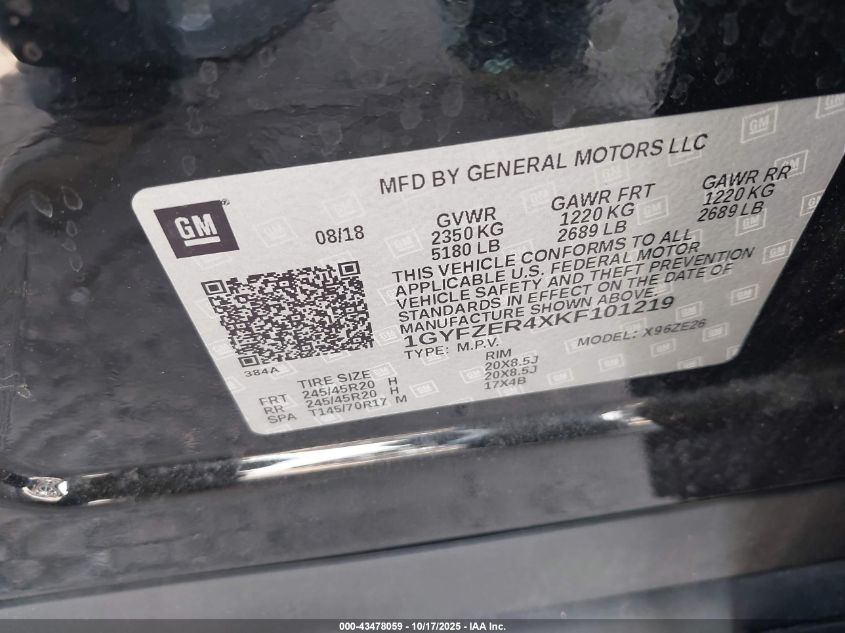 MFD BY GENERAL MOTORS LLC
GM
08/18
GVWR
2350 KG
5180 LB
GAWR FRT
1220 KG
2689 LB
GAWR RR
1220 KG
2689 LB
THIS VEHICLE CONFORMS TO ALL
APPLICABLE U.S. FEDERAL MOTOR
VEHICLE SAFETY AND THEFT PREVENTION
STANDARDS IN EFFECT ON THE DATE OF
MANUFACTURE SHOWN ABOVE.
1GYFZER4XKF101219
TYPE: M.P.V.
MODEL: X96ZE26
384A
TIRE SIZE RIM
FRT 245/45R20 H 20X8.5J
RR 245/45R20 H 20X8.5J
SPA T145/70R17 M 17X4B
000-43478059 - 10/17/2025 - IAA Inc.